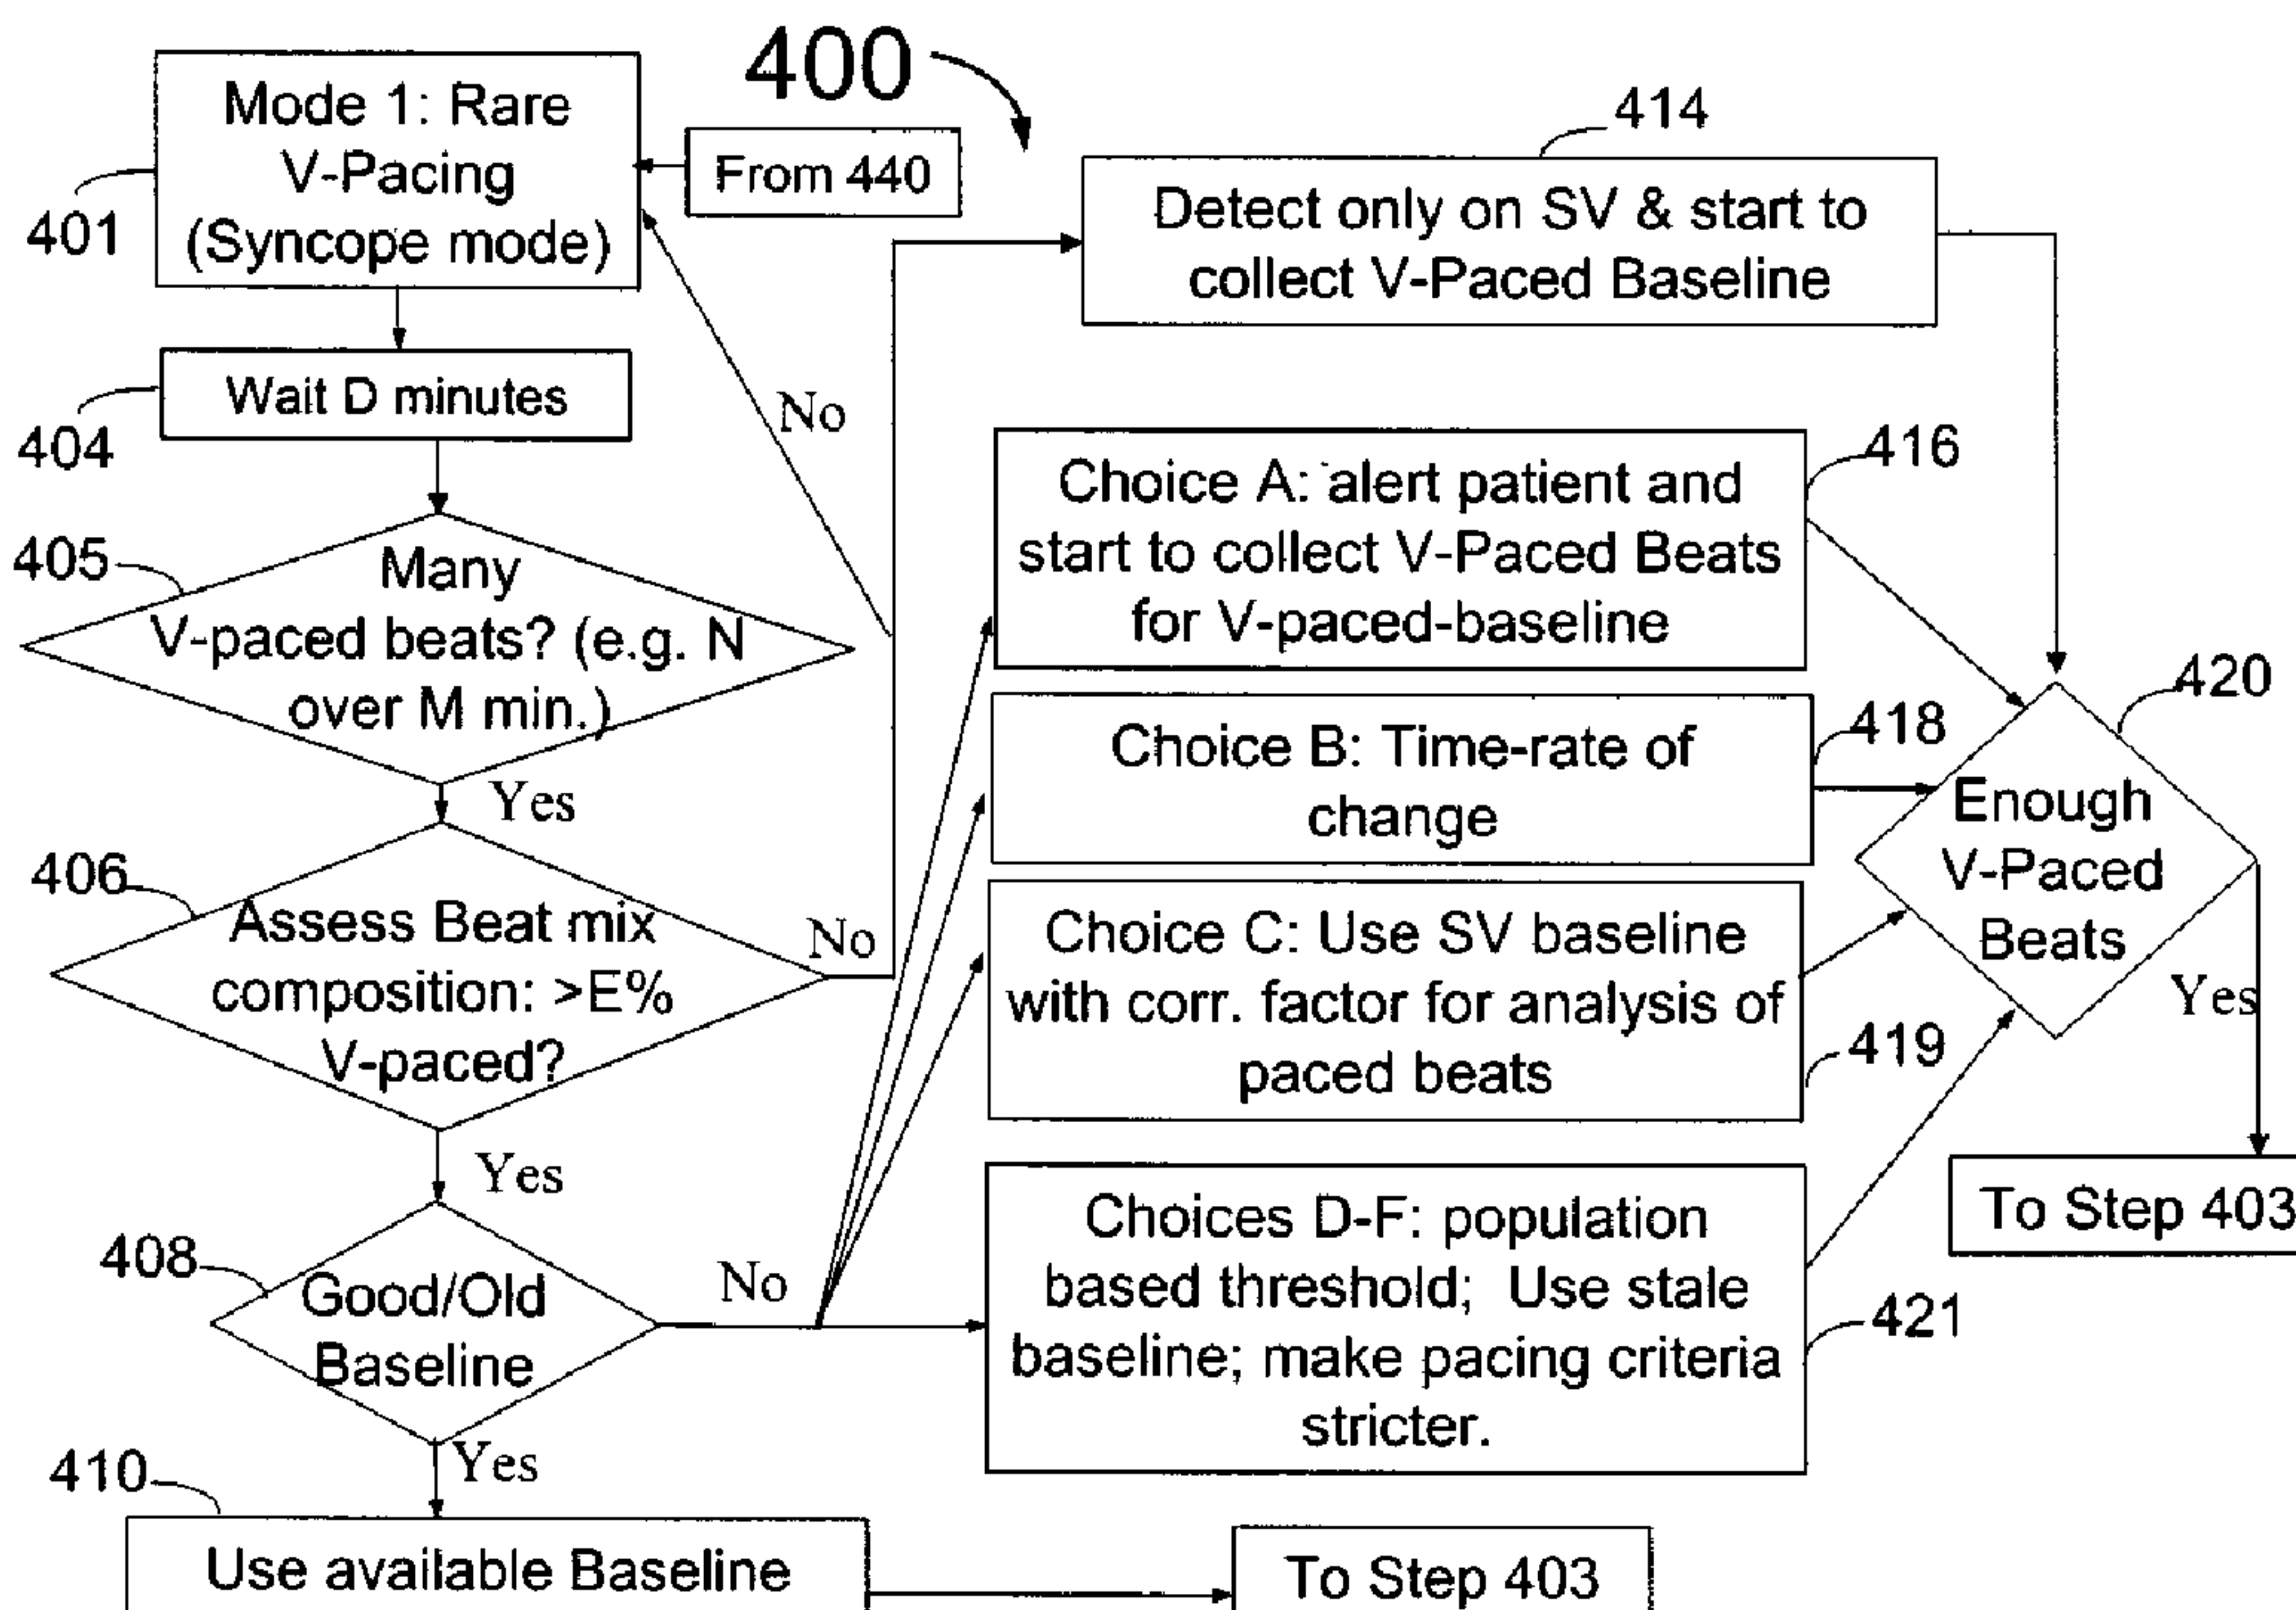 400
Mode 1: Rare
V-Pacing
(Syncope mode)
401
From 440
Wait D minutes
404
No
405
Many
V-paced beats? (e.g. N
over M min.)
Yes
406
Assess Beat mix
composition: >E%
V-paced?
No
Yes
408
Good/Old
Baseline
No
Yes
410
Use available Baseline
To Step 403
414
Detect only on SV & start to
collect V-Paced Baseline
416
Choice A: alert patient and
start to collect V-Paced Beats
for V-paced-baseline
418
Choice B: Time-rate of
change
Choice C: Use SV baseline
with corr. factor for analysis of
paced beats
419
Choices D-F: population
based threshold; Use stale
baseline; make pacing criteria
stricter.
421
420
Enough
V-Paced
Beats
Yes
To Step 403